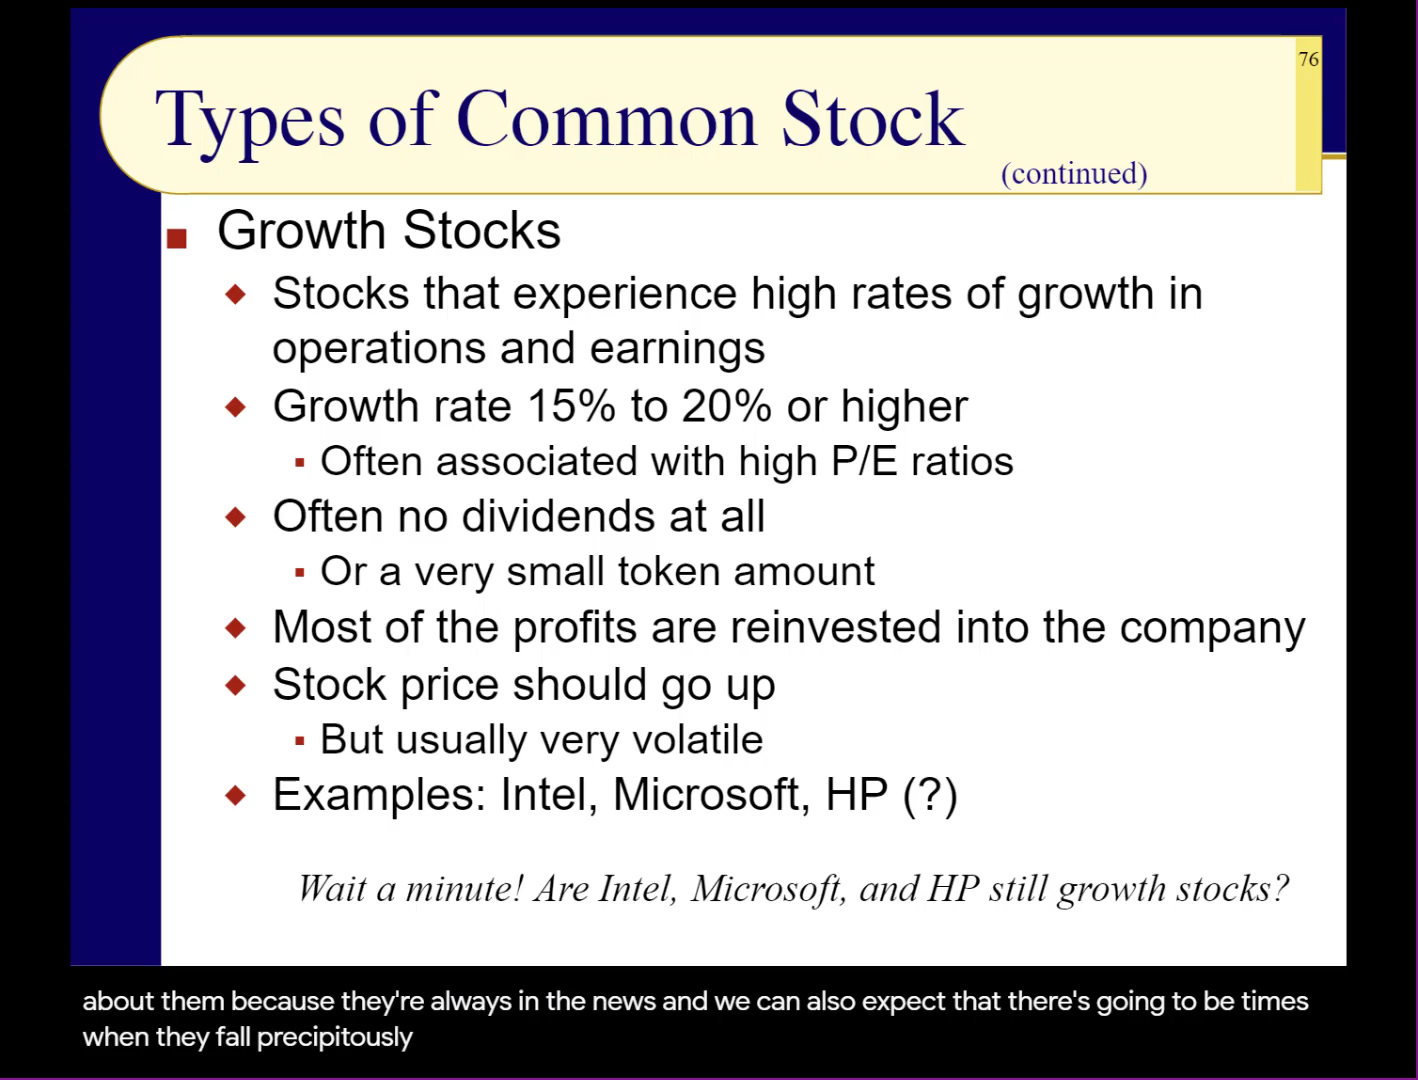 76
Types of Common Stock
(continued)
Growth Stocks
Stocks that experience high rates of growth in
operations and earnings
Growth rate 15% to 20% or higher
Often associated with high P/E ratios
Often no dividends at all
Or a very small token amount
Most of the profits are reinvested into the company
Stock price should go up
But usually very volatile
Examples: Intel, Microsoft, HP (?)
Wait a minute! Are Intel, Microsoft, and HP still growth stocks?
about them because they're always in the news and we can also expect that there's going to be times
when they fall precipitously